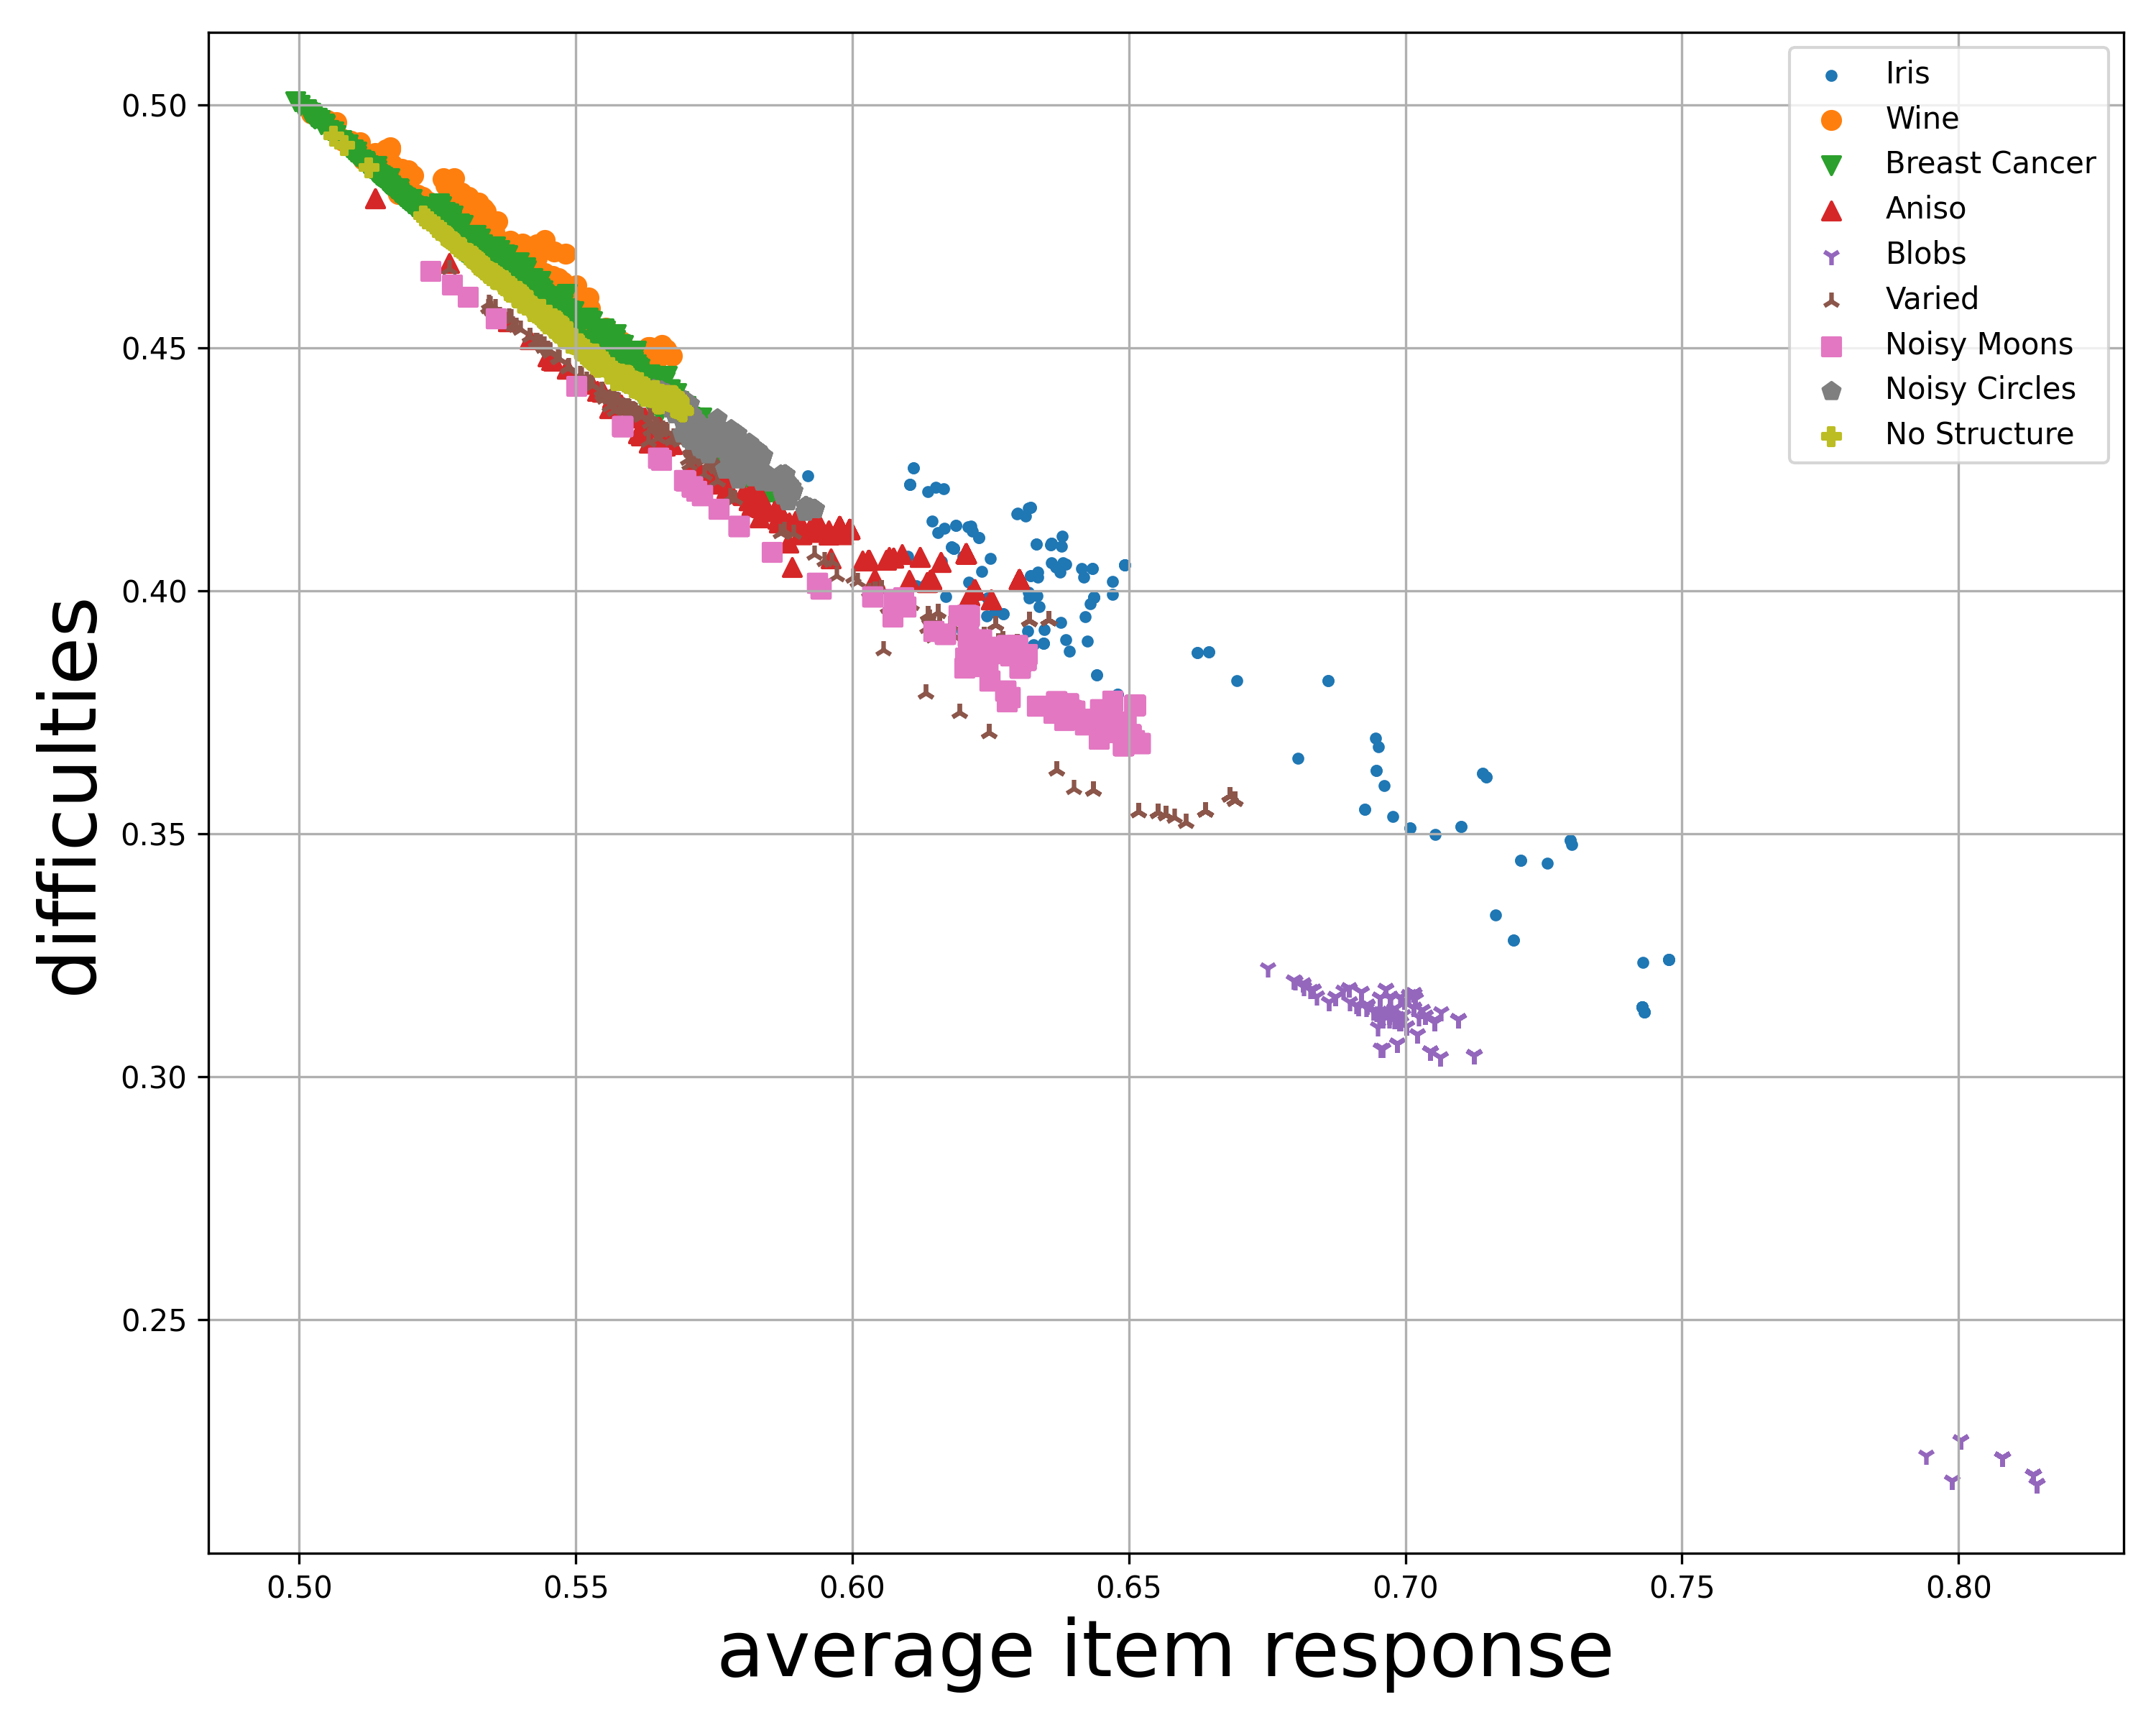 Iris
Wine
Breast Cancer
Aniso
Blobs
Varied
Noisy Moons
Noisy Circles
No Structure
difficulties
0.50
0.45
0.40
0.35
0.30
0.25
0.50 0.55 0.60 0.65 0.70 0.75 0.80
average item response